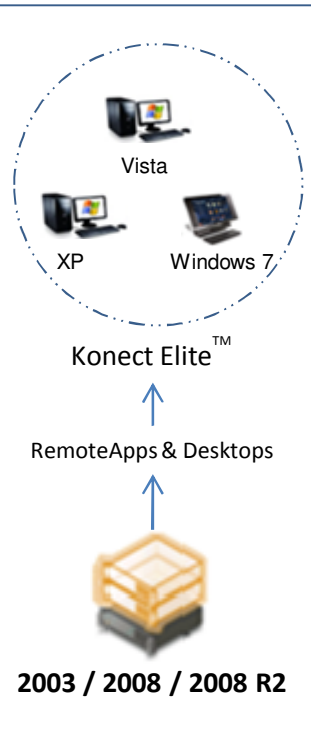 Vista
XP Windows 7
Konect Elite™
RemoteApps & Desktops
2003 / 2008 / 2008 R2